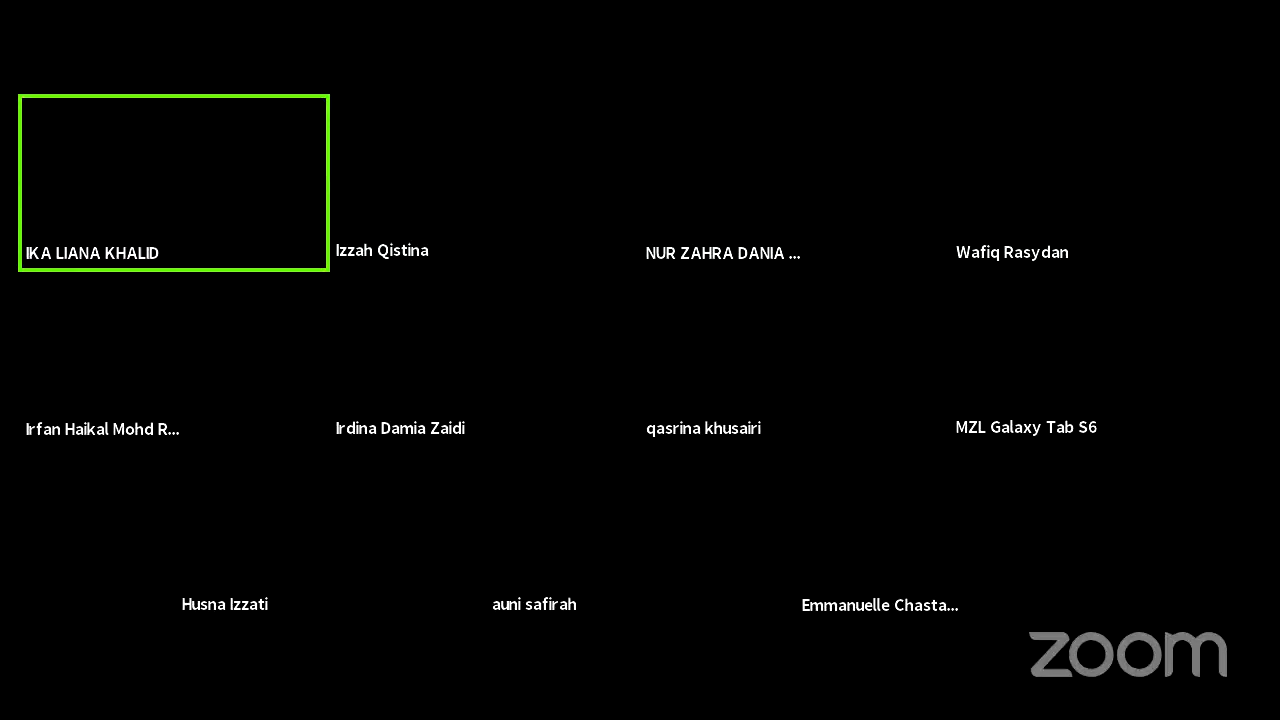 IKA LIANA KHALID
Izzah Qistina
NUR ZAHRA DANIA ...
Wafiq Rasydan
Irfan Haikal Mohd R...
Irdina Damia Zaidi
qasrina khusairi
MZL Galaxy Tab S6
Husna Izzati
auni safirah
Emmanuelle Chasta...
zoom